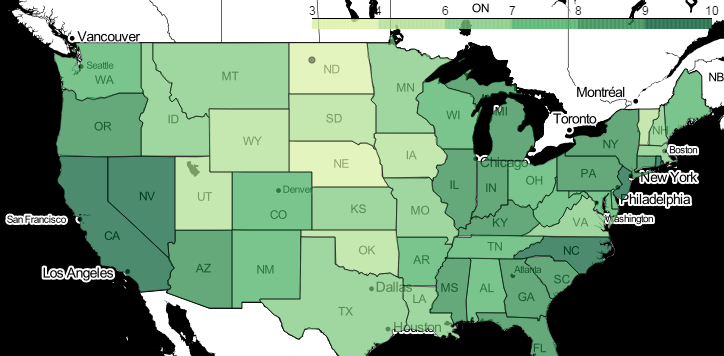 ON
Y
3 4 5 6 7 8 9 10
Vancouver
Seattle
WA
MT
ND
MN
NB
OR
ID
WY
SD
WI
MI
Montréal
Toronto
NH
NY
Boston
NV
UT
NE
IA
Chicago
IL
IN
OH
PA
New York
Philadelphia
Washington
San Francisco
CA
Denver
CO
KS
MO
KY
VA
Los Angeles
AZ
NM
OK
AR
TN
NC
SC
Atlanta
MS
AL
GA
TX
Dallas
LA
Houston
FL